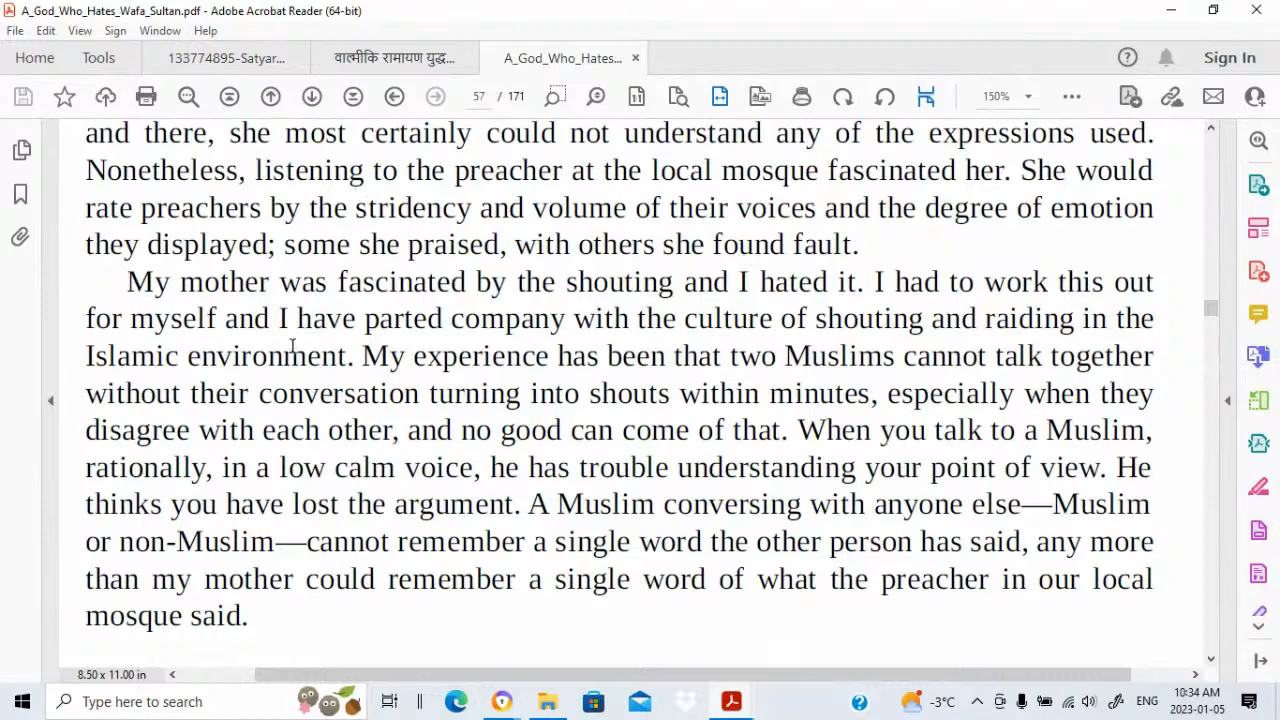 A_God_Who_Hates_Wafa_Sultan.pdf - Adobe Acrobat Reader (64-bit)
File Edit View Sign Window Help
Home Tools 133774895-Satyar... वाल्मीकि रामायण युद्ध... A_God_Who_Hates... × Sign In
57 / 171 150%
and there, she most certainly could not understand any of the expressions used.
Nonetheless, listening to the preacher at the local mosque fascinated her. She would
rate preachers by the stridency and volume of their voices and the degree of emotion
they displayed; some she praised, with others she found fault.
My mother was fascinated by the shouting and I hated it. I had to work this out
for myself and I have parted company with the culture of shouting and raiding in the
Islamic environment. My experience has been that two Muslims cannot talk together
without their conversation turning into shouts within minutes, especially when they
disagree with each other, and no good can come of that. When you talk to a Muslim,
rationally, in a low calm voice, he has trouble understanding your point of view. He
thinks you have lost the argument. A Muslim conversing with anyone else—Muslim
or non-Muslim—cannot remember a single word the other person has said, any more
than my mother could remember a single word of what the preacher in our local
mosque said.
8.50 x 11.00 in
Type here to search -3°C ENG 10:34 AM
2023-01-05